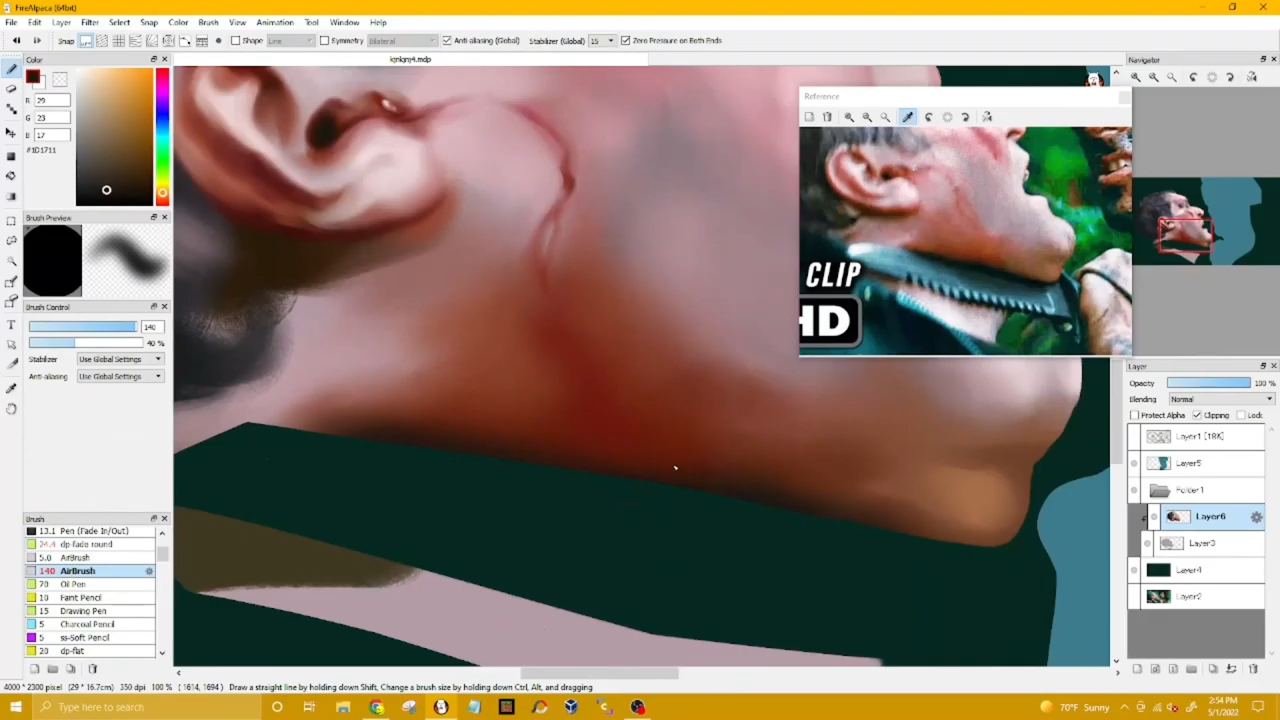 FireAlpaca (64bit)
File Edit Layer Filter Select Snap Color Brush View Animation Tool Window Help
Snap Shape Line Symmetry Bilateral Anti-aliasing (Global) Stabilizer (Global) 15 Zero Pressure on Both Ends
Color
kjnkjnj4.mdp
Navigator
R 29
G 23
B 17
#1D1711
Reference
CLIP
HD
Brush Preview
Brush Control
140
40 %
Stabilizer Use Global Settings
Anti-aliasing Use Global Settings
Layer
Opacity 100 %
Blending Normal
Protect Alpha Clipping Lock
Layer1 [18X]
Layer5
Folder1
Layer6
Layer3
Layer4
Layer2
Brush
13.1 Pen (Fade In/Out)
24.4 dp-fade round
5.0 AirBrush
140 AirBrush
70 Oil Pen
10 Faint Pencil
15 Drawing Pen
5 Charcoal Pencil
5 ss-Soft Pencil
20 dp-flat
4000 * 2300 pixel (29 * 16.7cm) 350 dpi 100 % ( 1614, 1694 ) Draw a straight line by holding down Shift, Change a brush size by holding down Ctrl, Alt, and dragging
Type here to search
70°F Sunny
2:54 PM
5/1/2022